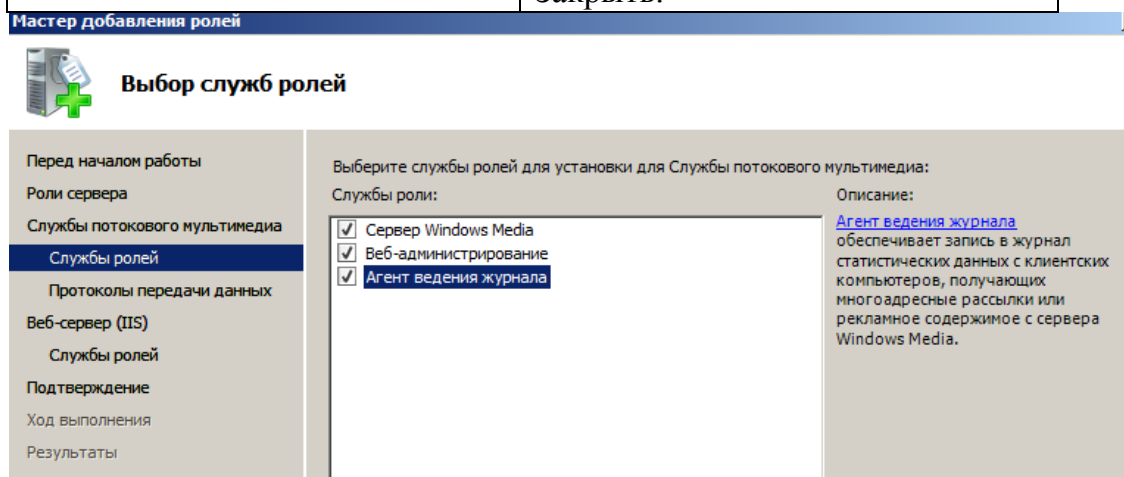 Закрыть.
Мастер добавления ролей
Выбор служб ролей
Перед началом работы
Роли сервера
Службы потокового мультимедиа
Службы ролей
Протоколы передачи данных
Веб-сервер (IIS)
Службы ролей
Подтверждение
Ход выполнения
Результаты
Выберите службы ролей для установки для Службы потокового мультимедиа:
Службы роли:
Сервер Windows Media
Веб-администрирование
Агент ведения журнала
Описание:
Агент ведения журнала
обеспечивает запись в журнал
статистических данных с клиентских
компьютеров, получающих
многоадресные рассылки или
рекламное содержимое с сервера
Windows Media.